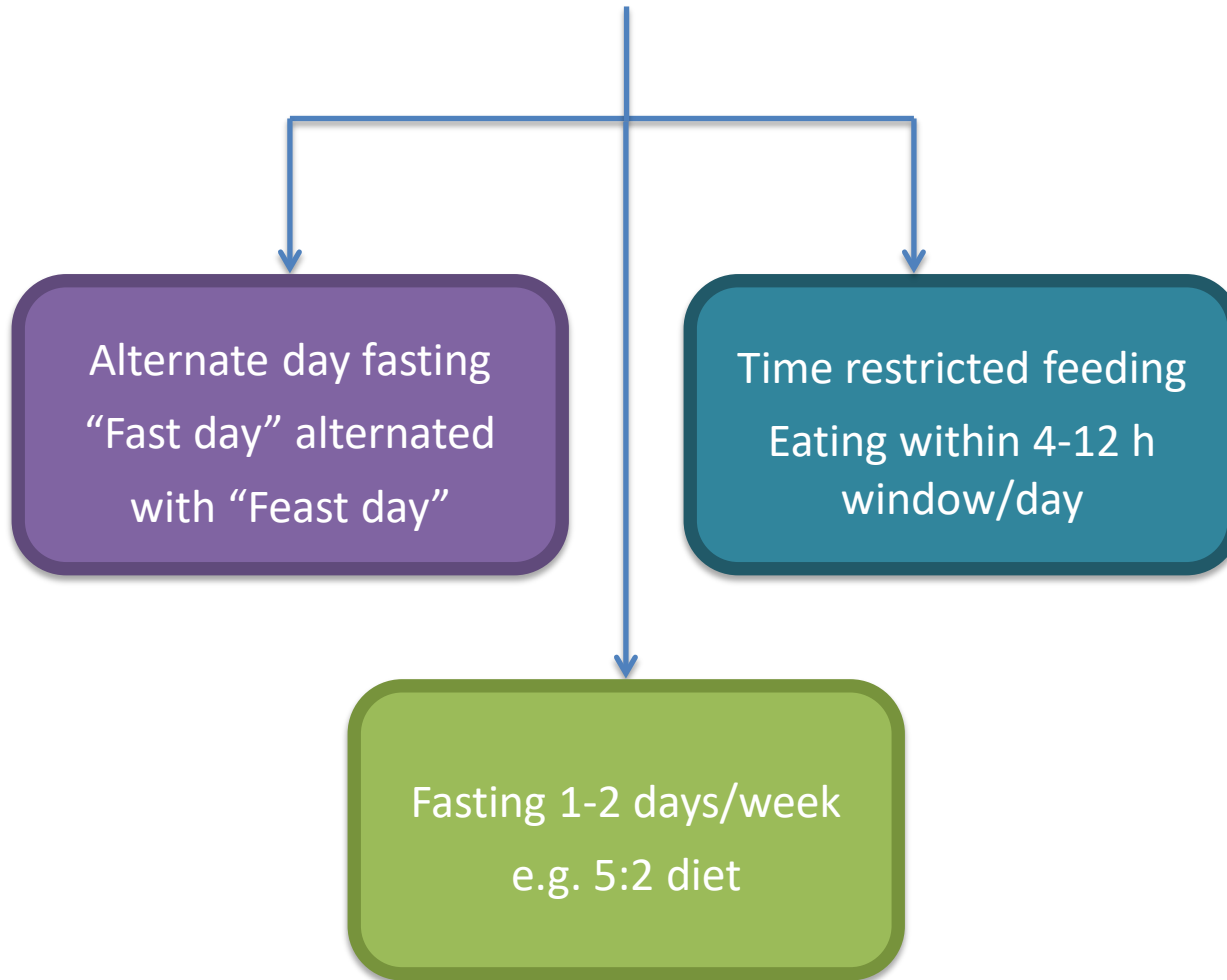 Alternate day fasting
“Fast day” alternated
with “Feast day”
Time restricted feeding
Eating within 4-12 h
window/day
Fasting 1-2 days/week
e.g. 5:2 diet